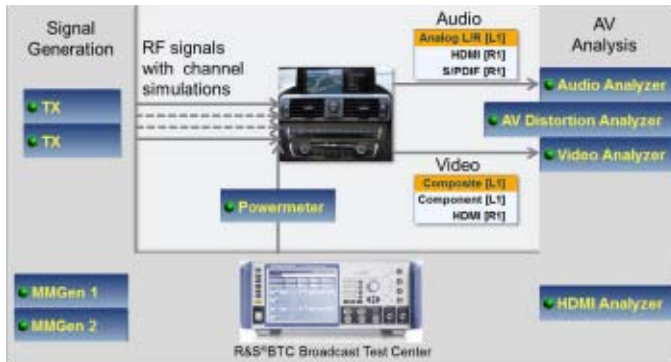 Signal
Generation
TX
TX
MMGen 1
MMGen 2
RF signals
with channel
simulations
Powermeter
Audio
Analog L/R [L1]
HDMI [R1]
S/PDIF [R1]
Video
Composite [L1]
Component [L1]
HDMI [R1]
AV
Analysis
Audio Analyzer
AV Distortion Analyzer
Video Analyzer
HDMI Analyzer
R&S®BTC Broadcast Test Center